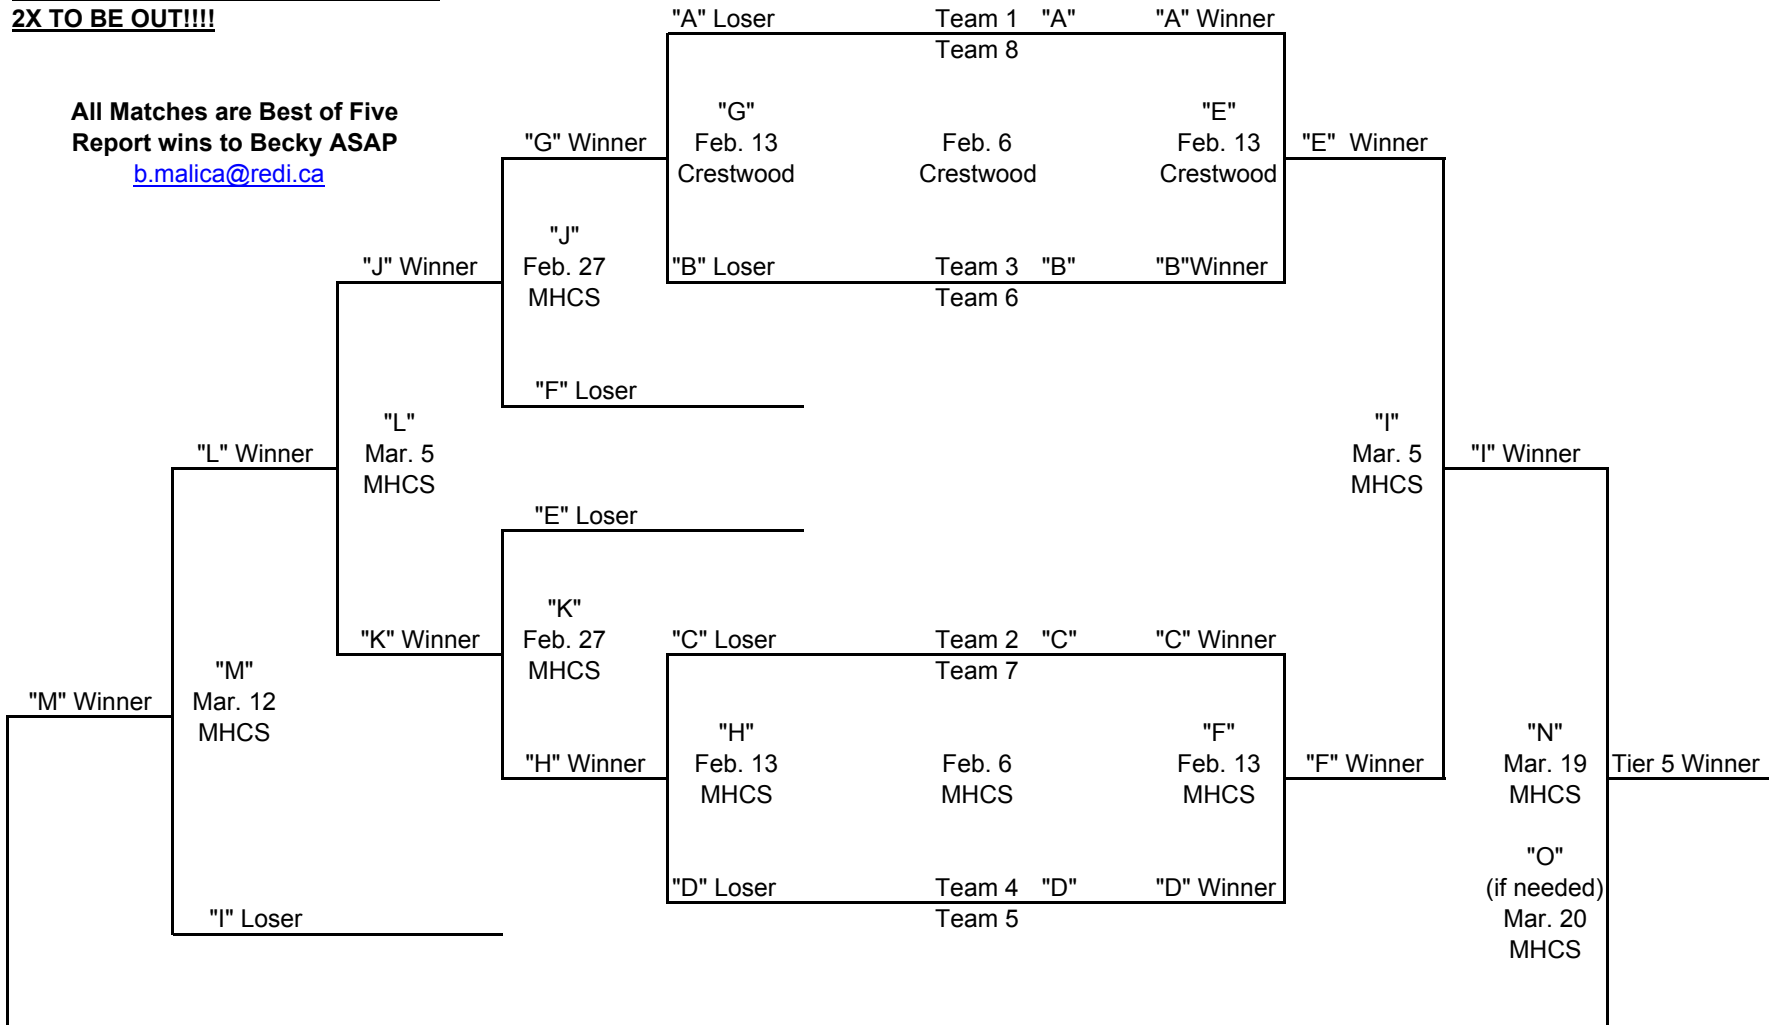 2X TO BE OUT!!!!
"A" Loser Team 1 "A" "A" Winner
Team 8
All Matches are Best of Five
Report wins to Becky ASAP
b.malica@redi.ca
"G" "E"
"G" Winner Feb. 13 Feb. 6 Feb. 13 "E" Winner
Crestwood Crestwood Crestwood
"J"
"J" Winner Feb. 27 "B" Loser Team 3 "B" "B"Winner
MHCS Team 6
"F" Loser
"L" "I"
"L" Winner Mar. 5 Mar. 5 "I" Winner
MHCS MHCS
"E" Loser
"K"
"K" Winner Feb. 27 "C" Loser Team 2 "C" "C" Winner
"M" MHCS Team 7
"M" Winner Mar. 12
MHCS "H" "F" "N"
"H" Winner Feb. 13 Feb. 6 Feb. 13 "F" Winner Mar. 19 Tier 5 Winner
MHCS MHCS MHCS MHCS
"O"
"D" Loser Team 4 "D" "D" Winner (if needed)
"I" Loser Team 5 Mar. 20
MHCS